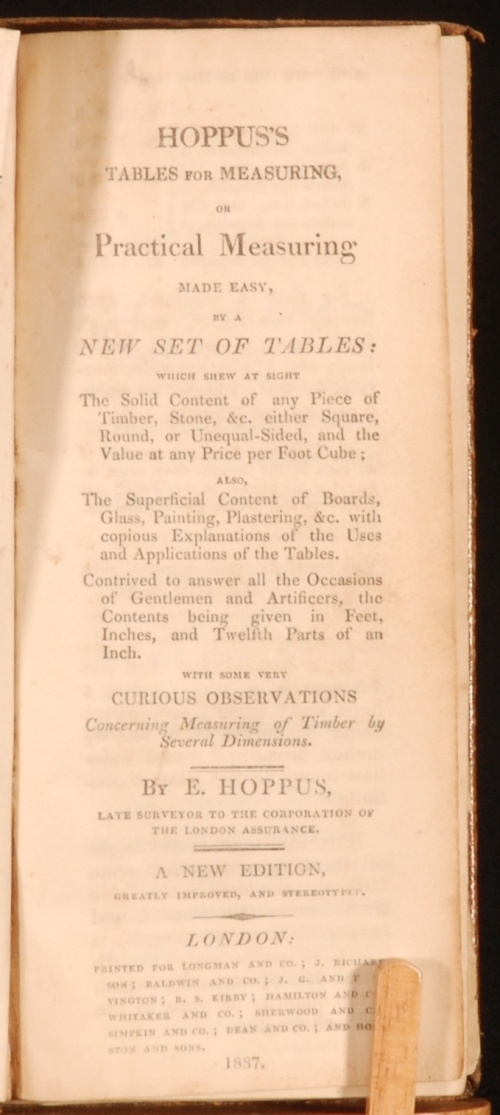 HOPPUS'S
TABLES FOR MEASURING,
OR
Practical Measuring
MADE EASY,
BY A
NEW SET OF TABLES:
WHICH SHEW AT SIGHT
The Solid Content of any Piece of
Timber, Stone, &c. either Square,
Round, or Unequal-Sided, and the
Value at any Price per Foot Cube;
ALSO,
The Superficial Content of Boards,
Glass, Painting, Plastering, &c. with
copious Explanations of the Uses
and Applications of the Tables.
Contrived to answer all the Occasions
of Gentlemen and Artificers, the
Contents being given in Feet,
Inches, and Twelfth Parts of an
Inch.
WITH SOME VERY
CURIOUS OBSERVATIONS
Concerning Measuring of Timber by
Several Dimensions.
By E. HOPPUS,
LATE SURVEYOR TO THE CORPORATION OF
THE LONDON ASSURANCE.
A NEW EDITION,
GREATLY IMPROVED, AND STEREOTYPED.
LONDON:
PRINTED FOR LONGMAN AND CO.; J. RICHARD
SON; BALDWIN AND CO.; J. G. AND F
VINGTON; R. S. KIRBY; HAMILTON AND
WHITAKER AND CO.; SHERWOOD AND
SIMPKIN AND CO.; DEAN AND CO.; AND
STON AND SONS.
1837.